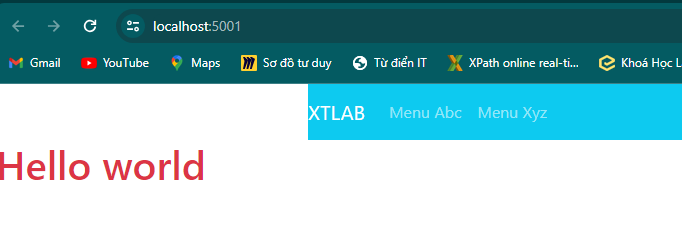 localhost:5001
Gmail YouTube Maps Sơ đồ tư duy Từ điển IT XPath online real-ti... Khoá Học L
XTLAB Menu Abc Menu Xyz
Hello world